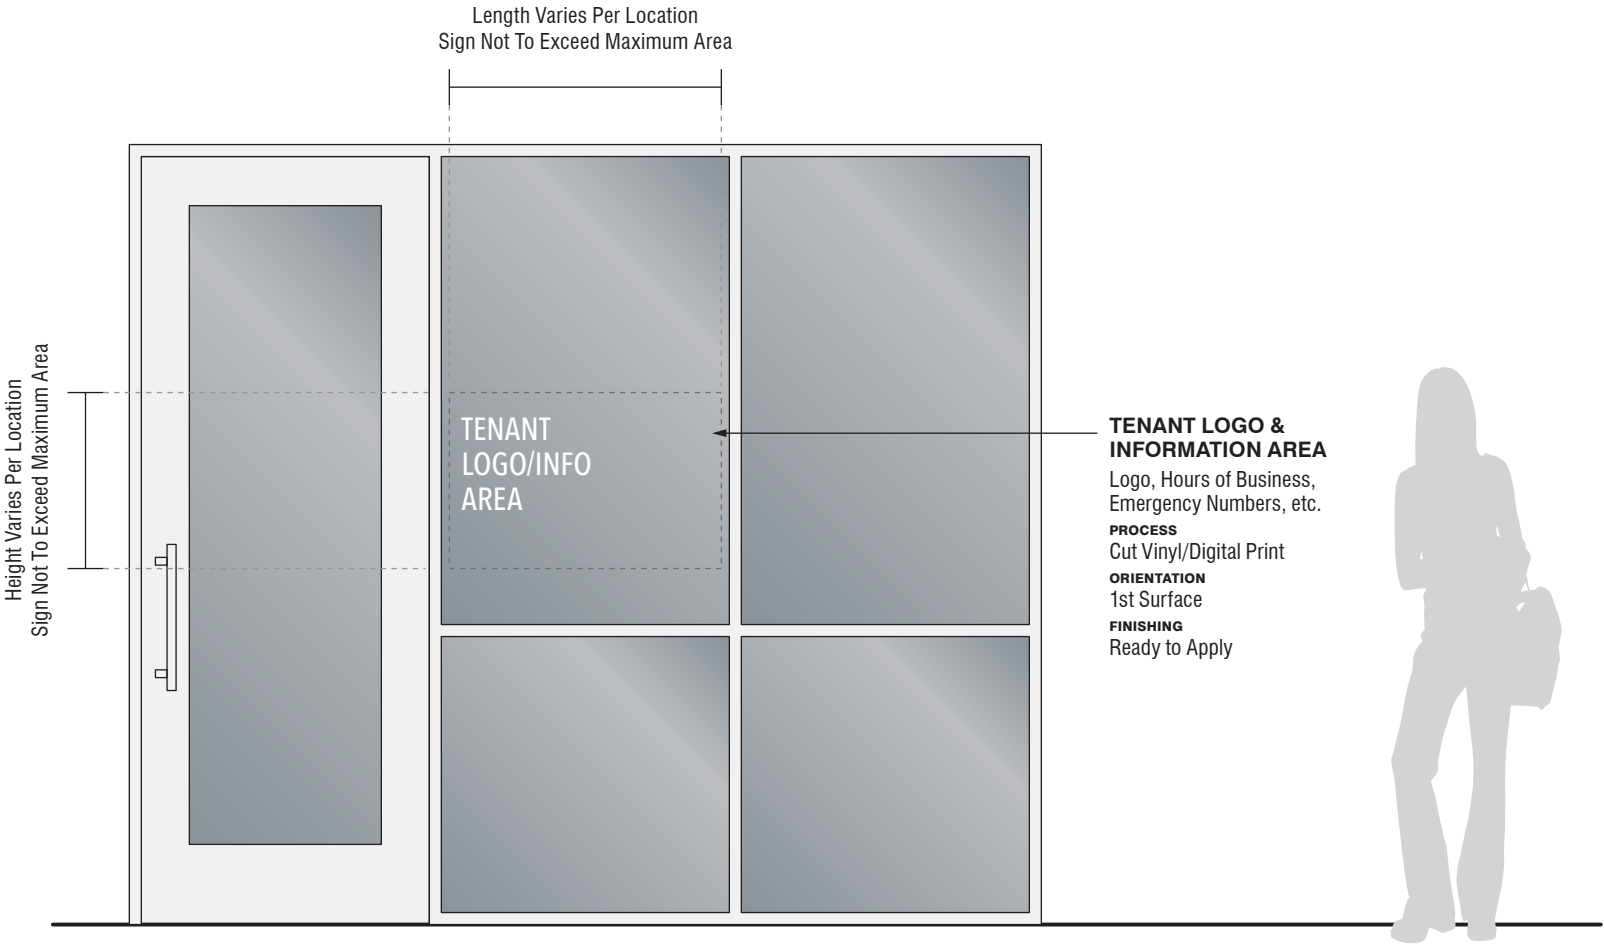 Length Varies Per Location
Sign Not To Exceed Maximum Area
Height Varies Per Location
Sign Not To Exceed Maximum Area
TENANT
LOGO/INFO
AREA
TENANT LOGO &
INFORMATION AREA
Logo, Hours of Business,
Emergency Numbers, etc.
PROCESS
Cut Vinyl/Digital Print
ORIENTATION
1st Surface
FINISHING
Ready to Apply